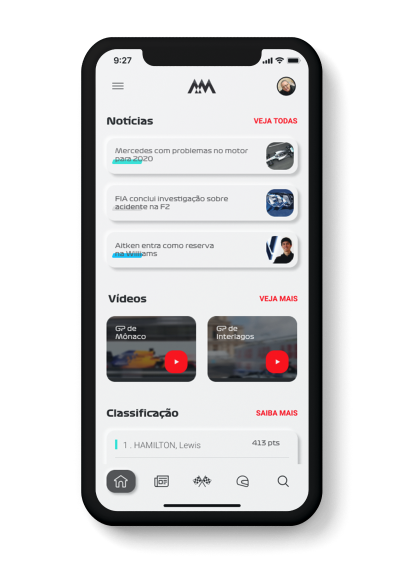 9:27
Notícias
VEJA TODAS
Mercedes com problemas no motor
para 2020
FIA conclui investigação sobre
acidente na F2
Aitken entra como reserva
na Williams
Vídeos
VEJA MAIS
GP de
Mônaco
GP de
Interlagos
Classificação
SAIBA MAIS
1 . HAMILTON, Lewis
413 pts